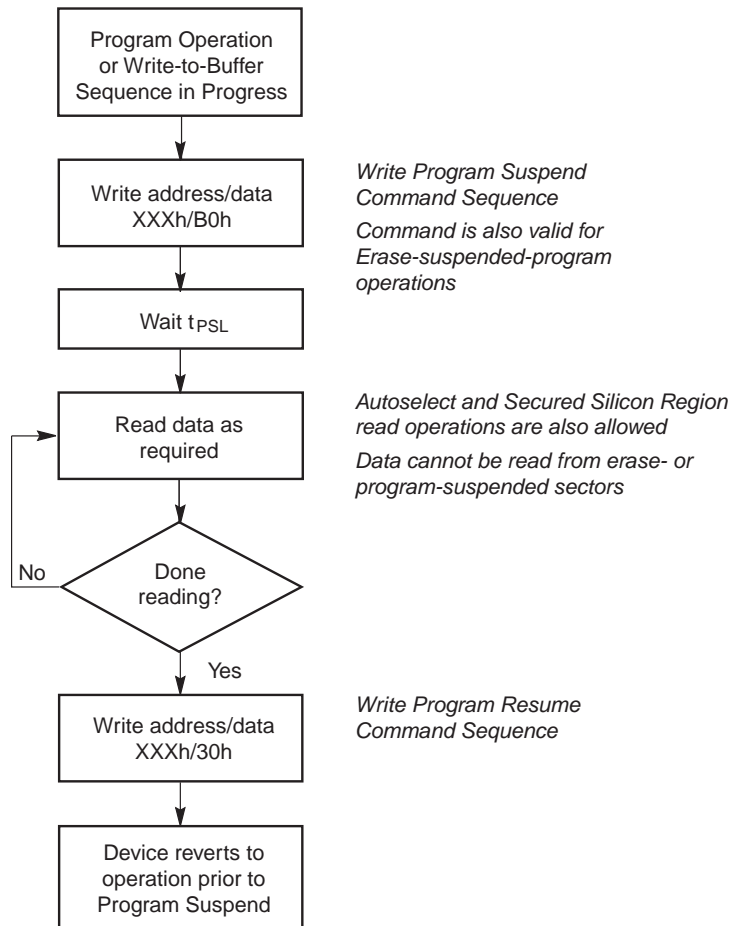 Program Operation
or Write-to-Buffer
Sequence in Progress
Write address/data
XXXh/B0h
Write Program Suspend
Command Sequence
Command is also valid for
Erase-suspended-program
operations
Wait tPSL
Read data as
required
Autoselect and Secured Silicon Region
read operations are also allowed
Data cannot be read from erase- or
program-suspended sectors
No
Done
reading?
Yes
Write address/data
XXXh/30h
Write Program Resume
Command Sequence
Device reverts to
operation prior to
Program Suspend